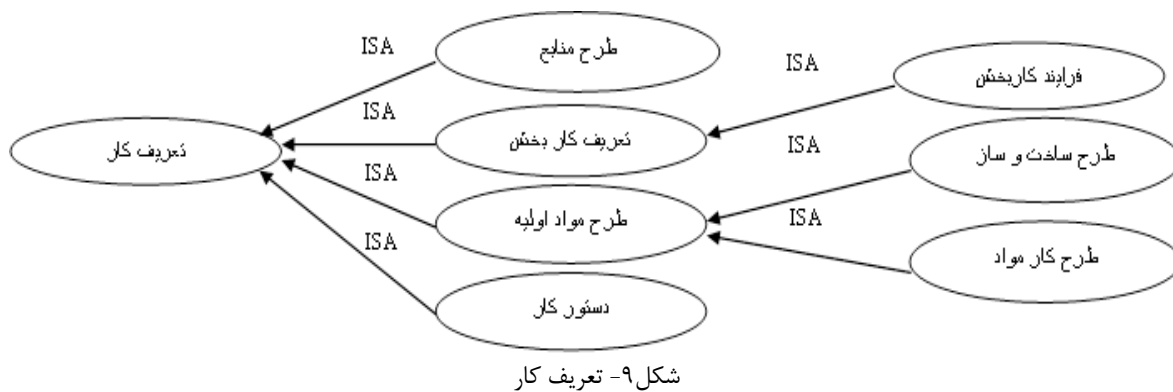 ISA
طرح منابع
ISA
فرایند کاربخش
ISA
تعریف کار
تعریف کار بخش
ISA
طرح ساخت و ساز
ISA
طرح مواد اولیه
ISA
ISA
طرح کار مواد
دستور کار
شکل۹- تعریف کار